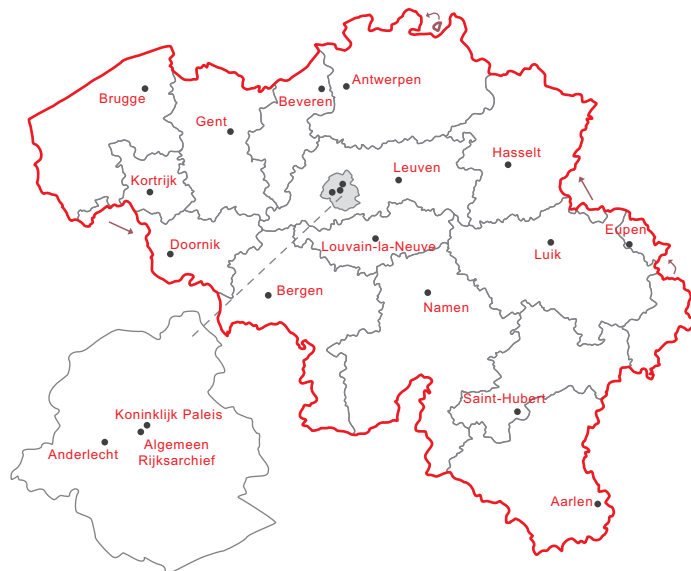 Antwerpen
Brugge
Beveren
Gent
Hasselt
Leuven
Kortrijk
Eupen
Doornik
Louvain-la-Neuve
Luik
Bergen
Namen
Saint-Hubert
Koninklijk Paleis
Anderlecht
Algemeen
Rijksarchief
Aarlen